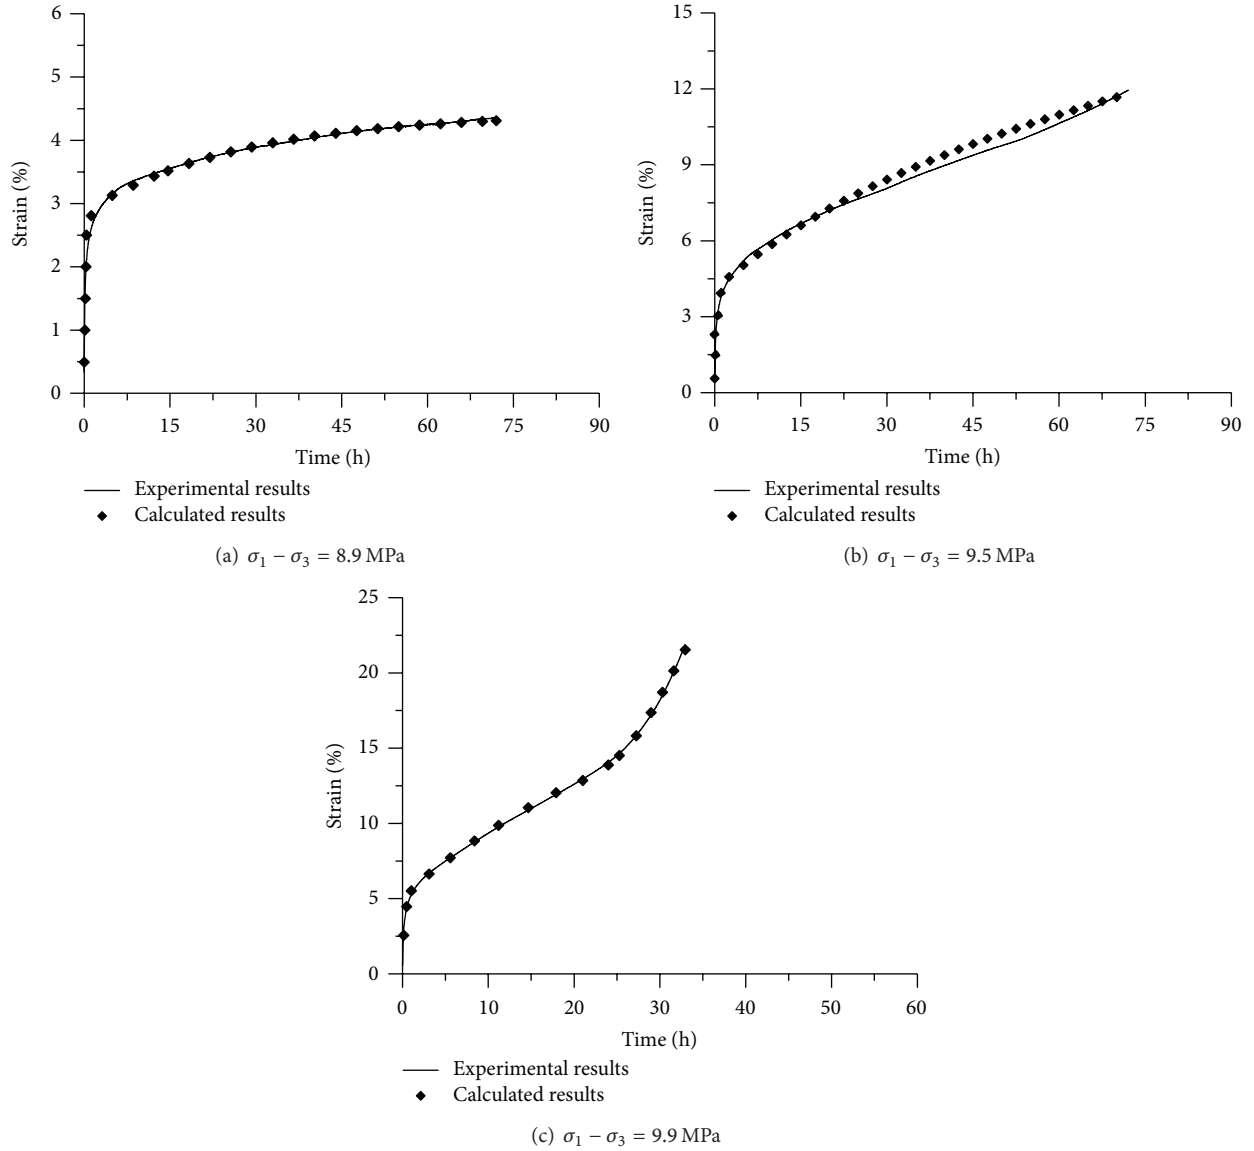 8
7
6
5
4
3
2
1
0
Strain (%)
0 15 30 45 60 75 90
Time (h)
Experimental results
Calculated results
(a) σ1 − σ3 = 8.9 MPa
15
12
9
6
3
0
Strain (%)
0 15 30 45 60 75 90
Time (h)
Experimental results
Calculated results
(b) σ1 − σ3 = 9.5 MPa
25
20
15
10
5
0
Strain (%)
0 10 20 30 40 50 60
Time (h)
Experimental results
Calculated results
(c) σ1 − σ3 = 9.9 MPa